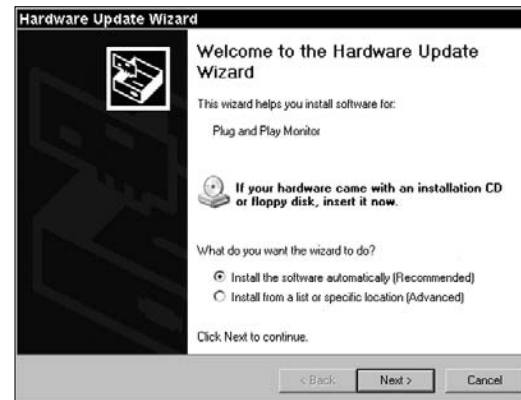 Hardware Update Wizard
Welcome to the Hardware Update
Wizard
This wizard helps you install software for:
Plug and Play Monitor
If your hardware came with an installation CD
or floppy disk, insert it now.
What do you want the wizard to do?
Install the software automatically (Recommended)
Install from a list or specific location (Advanced)
Click Next to continue.
< Back
Next >
Cancel